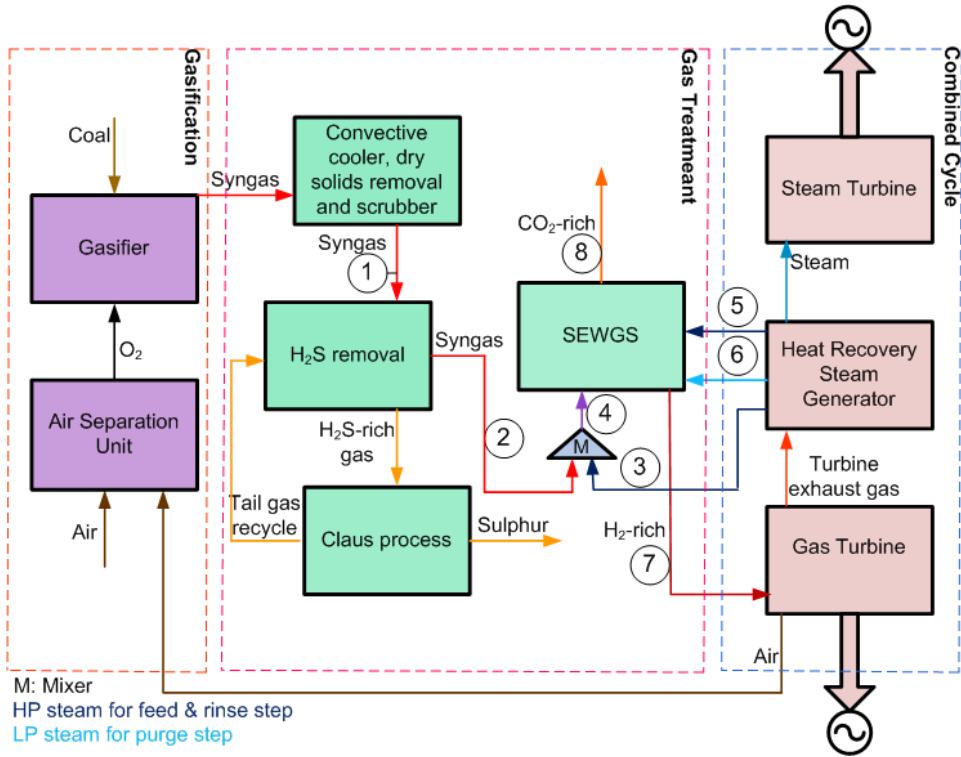 Gasification
Gas Treatmeant
Combined Cycle
Coal
Syngas
Convective
cooler, dry
solids removal
and scrubber
Steam Turbine
Gasifier
Syngas
1
CO₂-rich
8
Steam
O₂
H₂S removal
Syngas
SEWGS
5
6
Heat Recovery
Steam
Generator
Air Separation
Unit
H₂S-rich
gas
2
4
M
3
Turbine
exhaust gas
Air
Tail gas
recycle
Claus process
Sulphur
H₂-rich
7
Gas Turbine
Air
M: Mixer
HP steam for feed & rinse step
LP steam for purge step